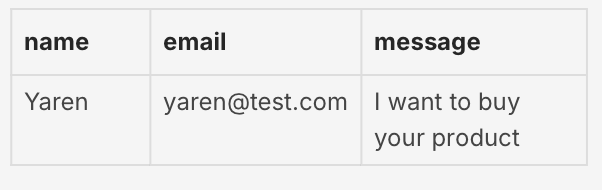 name email message
Yaren yaren@test.com I want to buy
your product